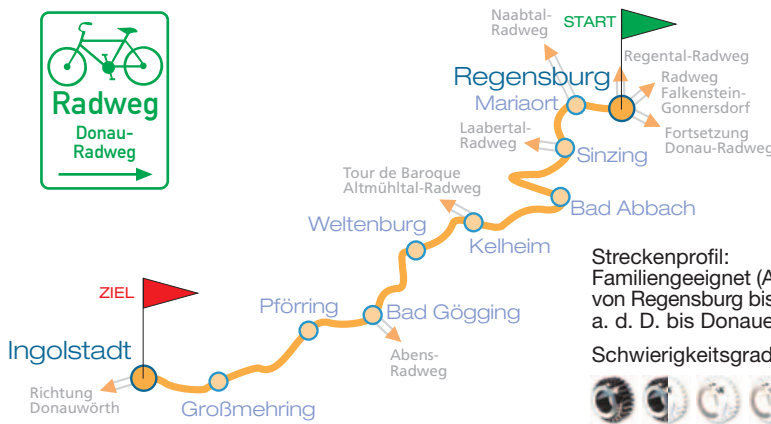 Radweg
Donau-
Radweg
Naabtal-
Radweg
START
Regental-Radweg
Regensburg
Radweg
Falkenstein-
Gonnersdorf
Mariaort
Laabertal-
Radweg
Fortsetzung
Donau-Radweg
Sinzing
Tour de Baroque
Altmühltal-Radweg
Bad Abbach
Weltenburg
Kelheim
Streckenprofil:
Familiengeeignet (A
von Regensburg bis
a. d. D. bis Donaue
Schwierigkeitsgrad
ZIEL
Pförring
Bad Gögging
Ingolstadt
Abens-
Radweg
Richtung
Donauwörth
Großmehring